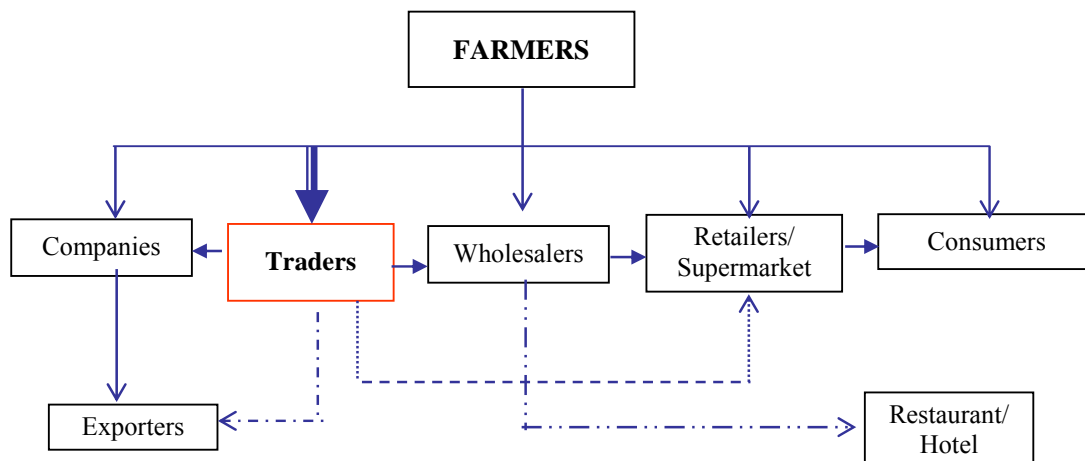 FARMERS
Companies
Traders
Wholesalers
Retailers/
Supermarket
Consumers
Exporters
Restaurant/
Hotel